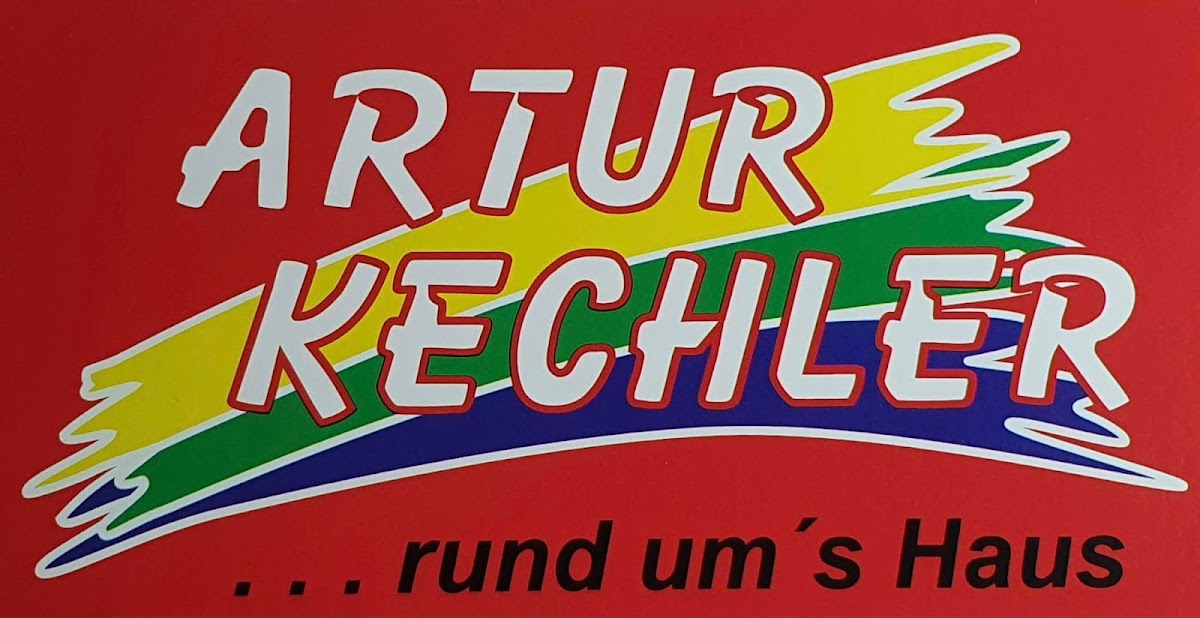 ARTUR
KECHLER
. . . rund um´s Haus